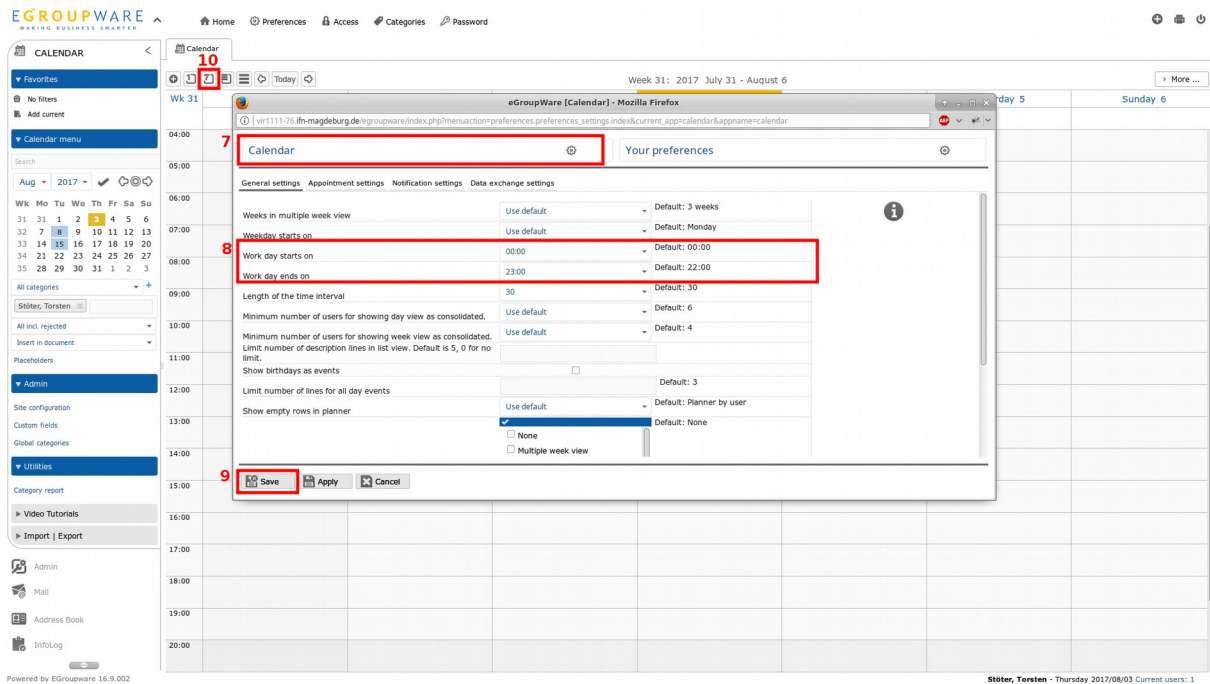 EGROUPWARE
MAKING BUSINESS SMARTER
Home Preferences Access Categories Password
CALENDAR
Calendar
10
Favorites
1 7 Today
Week 31: 2017 July 31 - August 6
More ...
No filters
Add current
Wk 31
rday 5
Sunday 6
eGroupWare [Calendar] - Mozilla Firefox
vir1111-76.ifn-magdeburg.de/egroupware/index.php?menuaction=preferences.preferences_settings.index&current_app=calendar&appname=calendar
ABP
Calendar menu
Search
Aug 2017
Wk Mo Tu We Th Fr Sa Su
31 31 1 2 3 4 5 6
32 7 8 9 10 11 12 13
33 14 15 16 17 18 19 20
34 21 22 23 24 25 26 27
35 28 29 30 31 1 2 3
All categories
Stöter, Torsten
All incl. rejected
Insert in document
Placeholders
Admin
Site configuration
Custom fields
Global categories
Utilities
Category report
Video Tutorials
Import | Export
Admin
Mail
Address Book
InfoLog
04:00
05:00
06:00
07:00
08:00
09:00
10:00
11:00
12:00
13:00
14:00
15:00
16:00
17:00
18:00
19:00
20:00
7
Calendar
Your preferences
General settings Appointment settings Notification settings Data exchange settings
Weeks in multiple week view Use default Default: 3 weeks
Weekday starts on Use default Default: Monday
8
Work day starts on 00:00 Default: 00:00
Work day ends on 23:00 Default: 22:00
Length of the time interval 30 Default: 30
Minimum number of users for showing day view as consolidated. Use default Default: 6
Minimum number of users for showing week view as consolidated. Use default Default: 4
Limit number of description lines in list view. Default is 5, 0 for no
limit.
Show birthdays as events
Limit number of lines for all day events Default: 3
Show empty rows in planner Use default Default: Planner by user
Default: None
None
Multiple week view
9
Save Apply Cancel
Powered by EGroupware 16.9.002
Stöter, Torsten - Thursday 2017/08/03 Current users: 1